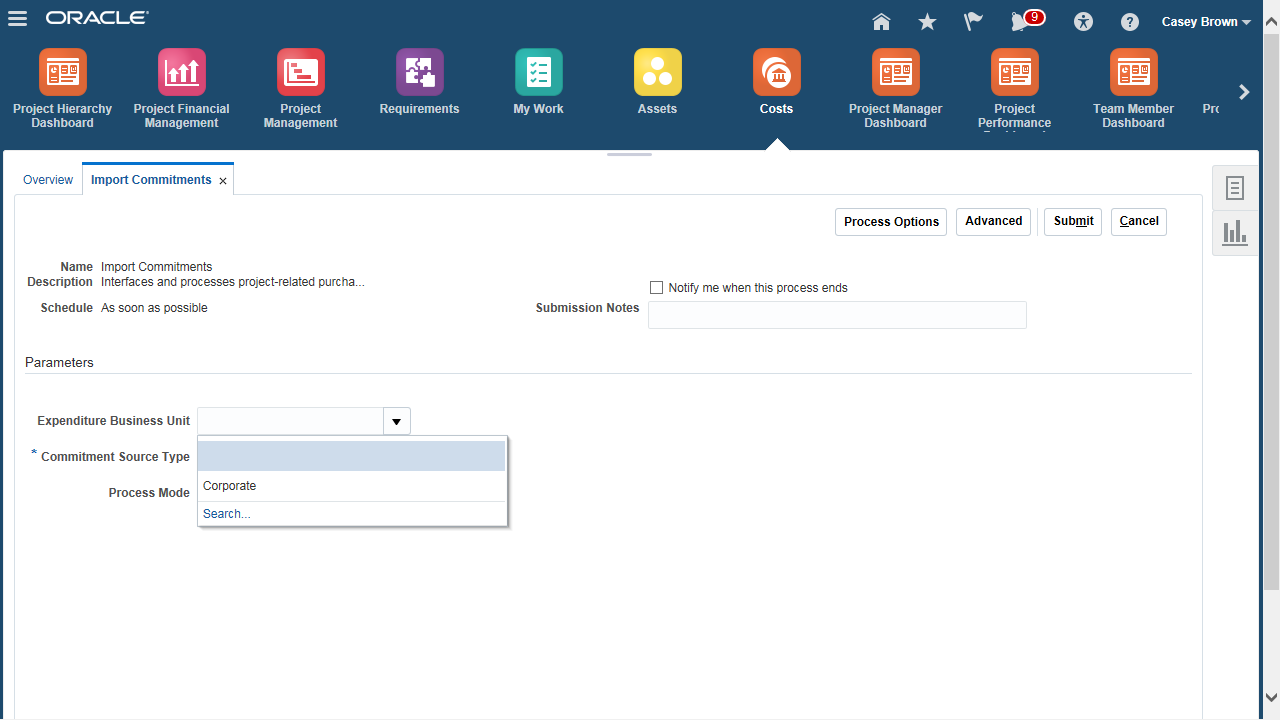 ORACLE
9
Casey Brown
Project Hierarchy
Dashboard
Project Financial
Management
Project
Management
Requirements
My Work
Assets
Costs
Project Manager
Dashboard
Project
Performance
Team Member
Dashboard
Overview
Import Commitments
Process Options
Advanced
Submit
Cancel
Name Import Commitments
Description Interfaces and processes project-related purcha...
Notify me when this process ends
Schedule As soon as possible
Submission Notes
Parameters
Expenditure Business Unit
* Commitment Source Type
Process Mode
Corporate
Search...